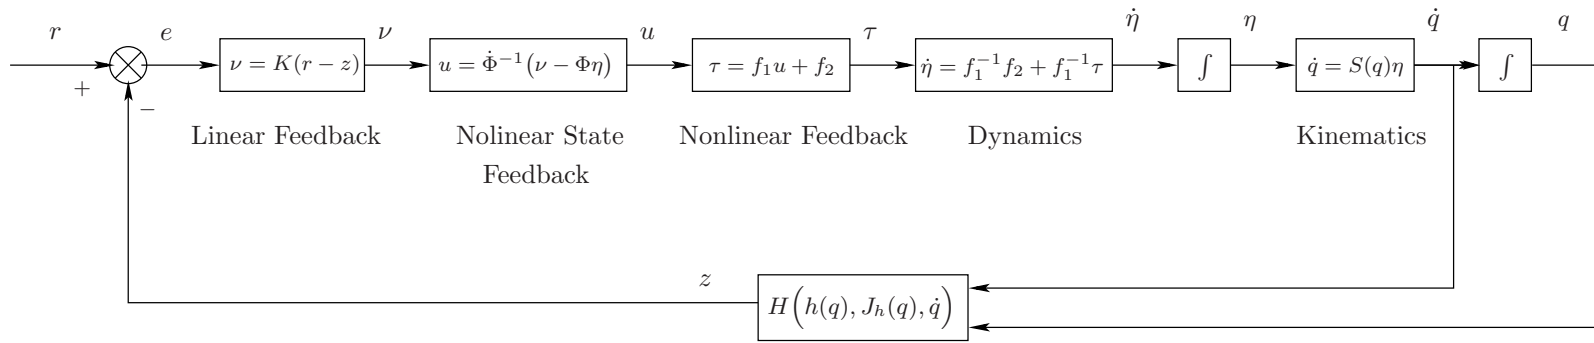 r e ν u τ η̇ η q̇ q
ν = K(r − z) u = Φ̇⁻¹(ν − Φη) τ = f₁u + f₂ η̇ = f₁⁻¹f₂ + f₁⁻¹τ ∫ q̇ = S(q)η ∫
+
−
Linear Feedback Nolinear State Nonlinear Feedback Dynamics Kinematics
Feedback
z
H(h(q), J_h(q), q̇)